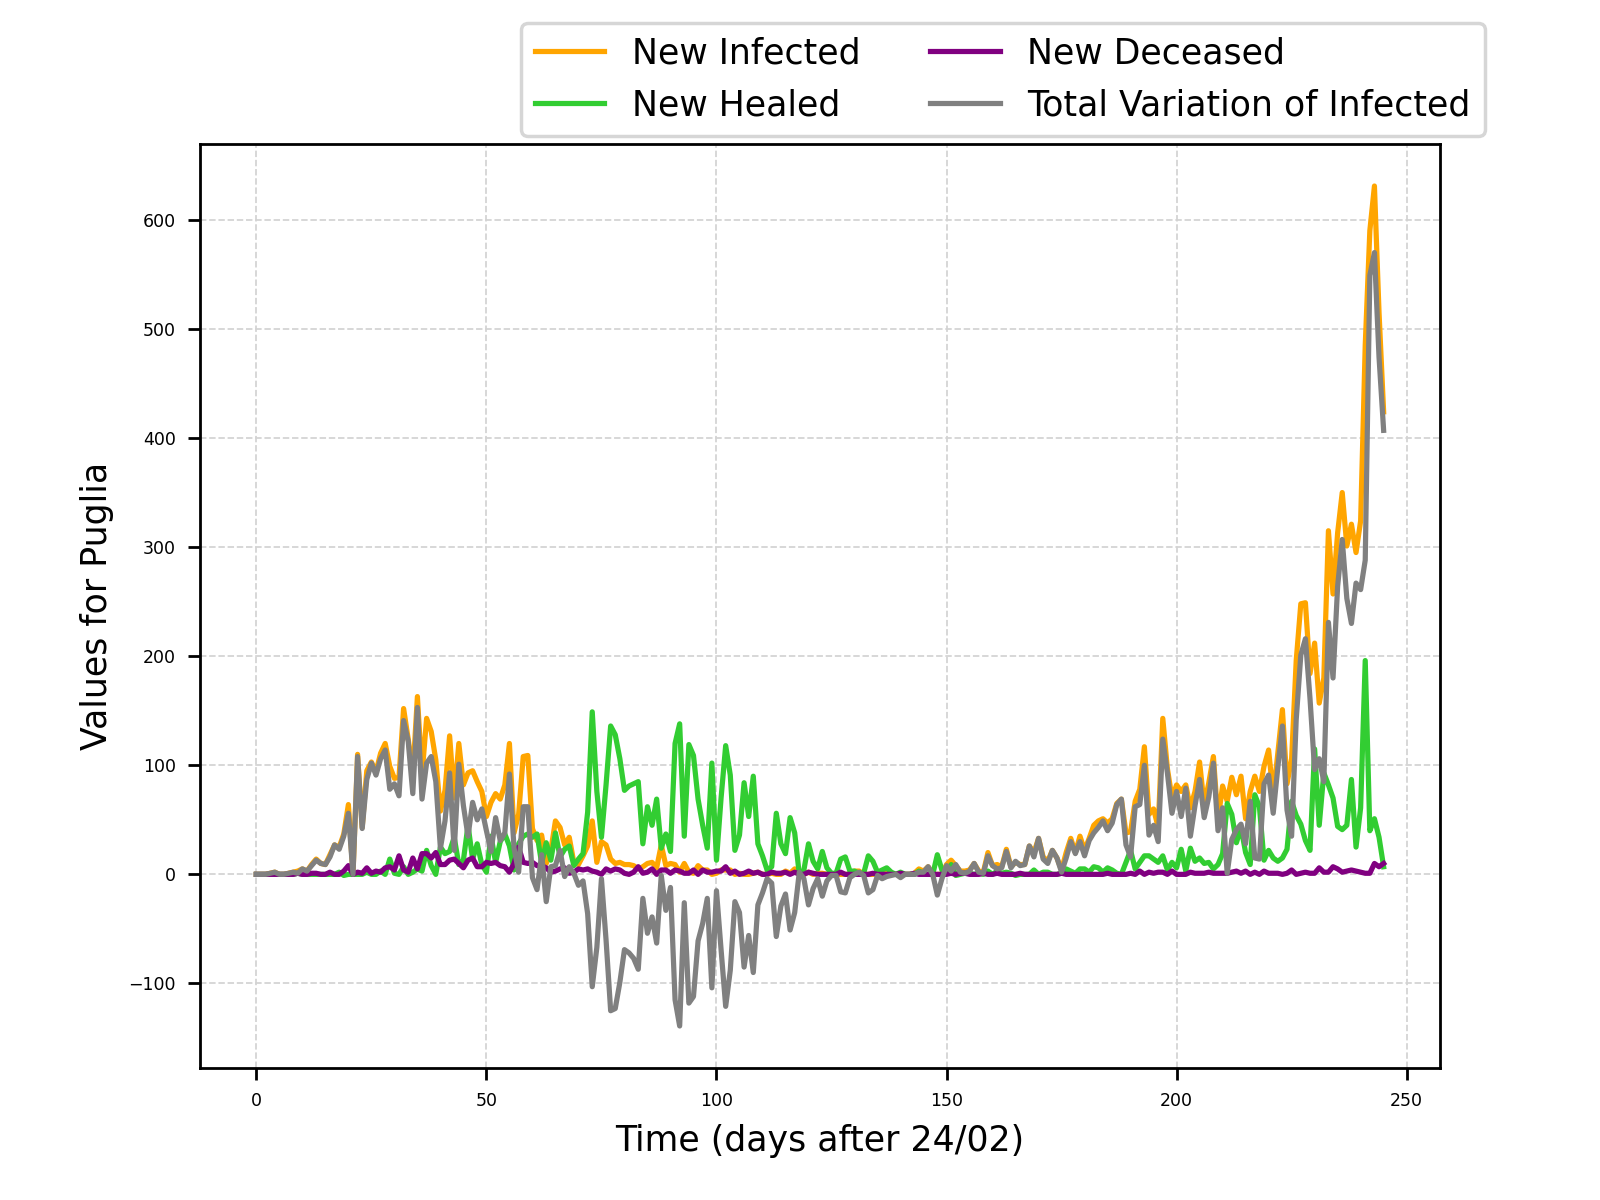 New Infected
New Healed
New Deceased
Total Variation of Infected
Values for Puglia
600
500
400
300
200
100
0
−100
0 50 100 150 200 250
Time (days after 24/02)